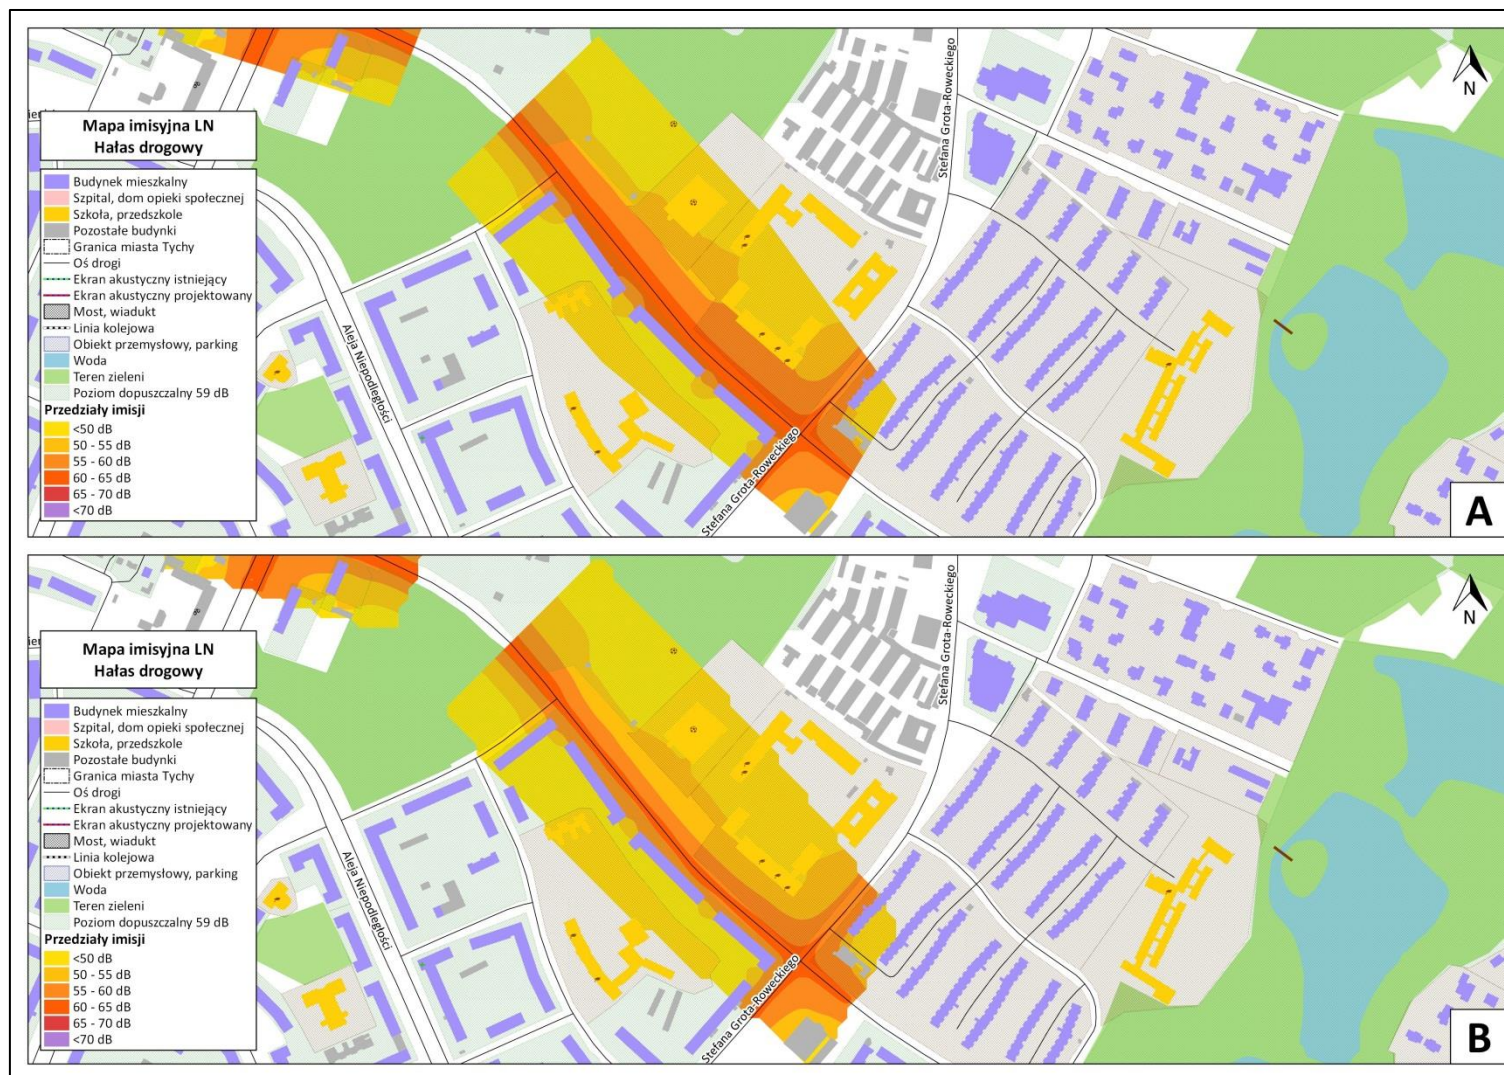 Mapa imisyjna LN
Hałas drogowy
Budynek mieszkalny
Szpital, dom opieki społecznej
Szkoła, przedszkole
Pozostałe budynki
Granica miasta Tychy
Oś drogi
Ekran akustyczny istniejący
Ekran akustyczny projektowany
Most, wiadukt
Linia kolejowa
Obiekt przemysłowy, parking
Woda
Teren zieleni
Poziom dopuszczalny 59 dB
Przedziały imisji
<50 dB
50 - 55 dB
55 - 60 dB
60 - 65 dB
65 - 70 dB
<70 dB
Aleja Niepodległości
Stefana Grota-Roweckiego
Stefana Grota-Roweckiego
N
A
Mapa imisyjna LN
Hałas drogowy
Budynek mieszkalny
Szpital, dom opieki społecznej
Szkoła, przedszkole
Pozostałe budynki
Granica miasta Tychy
Oś drogi
Ekran akustyczny istniejący
Ekran akustyczny projektowany
Most, wiadukt
Linia kolejowa
Obiekt przemysłowy, parking
Woda
Teren zieleni
Poziom dopuszczalny 59 dB
Przedziały imisji
<50 dB
50 - 55 dB
55 - 60 dB
60 - 65 dB
65 - 70 dB
<70 dB
Aleja Niepodległości
Stefana Grota-Roweckiego
Stefana Grota-Roweckiego
N
B